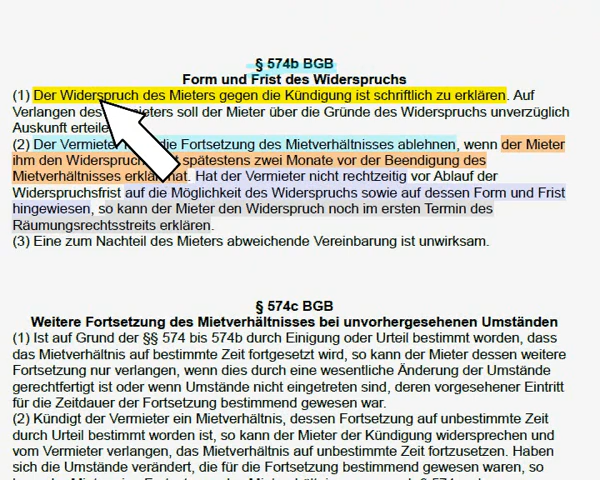 § 574b BGB
Form und Frist des Widerspruchs
(1) Der Widerspruch des Mieters gegen die Kündigung ist schriftlich zu erklären. Auf
Verlangen des meters soll der Mieter über die Gründe des Widerspruchs unverzüglich
Auskunft erteile
(2) Der Vermiete die Fortsetzung des Mietverhältnisses ablehnen, wenn der Mieter
ihm den Widerspruch t spätestens zwei Monate vor der Beendigung des
Mietverhältnisses erklä hat. Hat der Vermieter nicht rechtzeitig vor Ablauf der
Widerspruchsfrist auf die Möglichkeit des Widerspruchs sowie auf dessen Form und Frist
hingewiesen, so kann der Mieter den Widerspruch noch im ersten Termin des
Räumungsrechtsstreits erklären.
(3) Eine zum Nachteil des Mieters abweichende Vereinbarung ist unwirksam.
§ 574c BGB
Weitere Fortsetzung des Mietverhältnisses bei unvorhergesehenen Umständen
(1) Ist auf Grund der §§ 574 bis 574b durch Einigung oder Urteil bestimmt worden, dass
das Mietverhältnis auf bestimmte Zeit fortgesetzt wird, so kann der Mieter dessen weitere
Fortsetzung nur verlangen, wenn dies durch eine wesentliche Änderung der Umstände
gerechtfertigt ist oder wenn Umstände nicht eingetreten sind, deren vorgesehener Eintritt
für die Zeitdauer der Fortsetzung bestimmend gewesen war.
(2) Kündigt der Vermieter ein Mietverhältnis, dessen Fortsetzung auf unbestimmte Zeit
durch Urteil bestimmt worden ist, so kann der Mieter der Kündigung widersprechen und
vom Vermieter verlangen, das Mietverhältnis auf unbestimmte Zeit fortzusetzen. Haben
sich die Umstände verändert, die für die Fortsetzung bestimmend gewesen waren, so